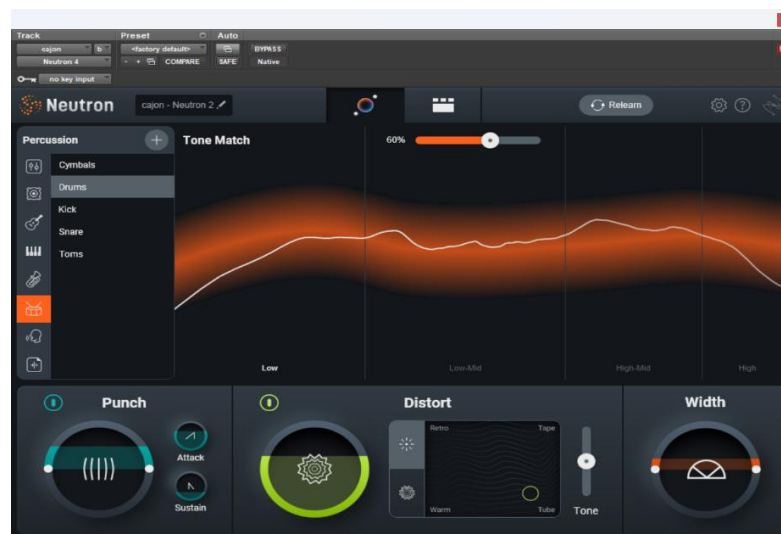 Track Preset Auto
cajon b <factory default> BYPASS
Neutron 4 - + COMPARE SAFE Native
no key input
Neutron cajon - Neutron 2 Relearn ?
Percussion + Tone Match 60%
Cymbals
Drums
Kick
Snare
Toms
Low Low-Mid High-Mid High
Punch Distort Width
Attack
Sustain
Retro Tape
Warm Tube
Tone